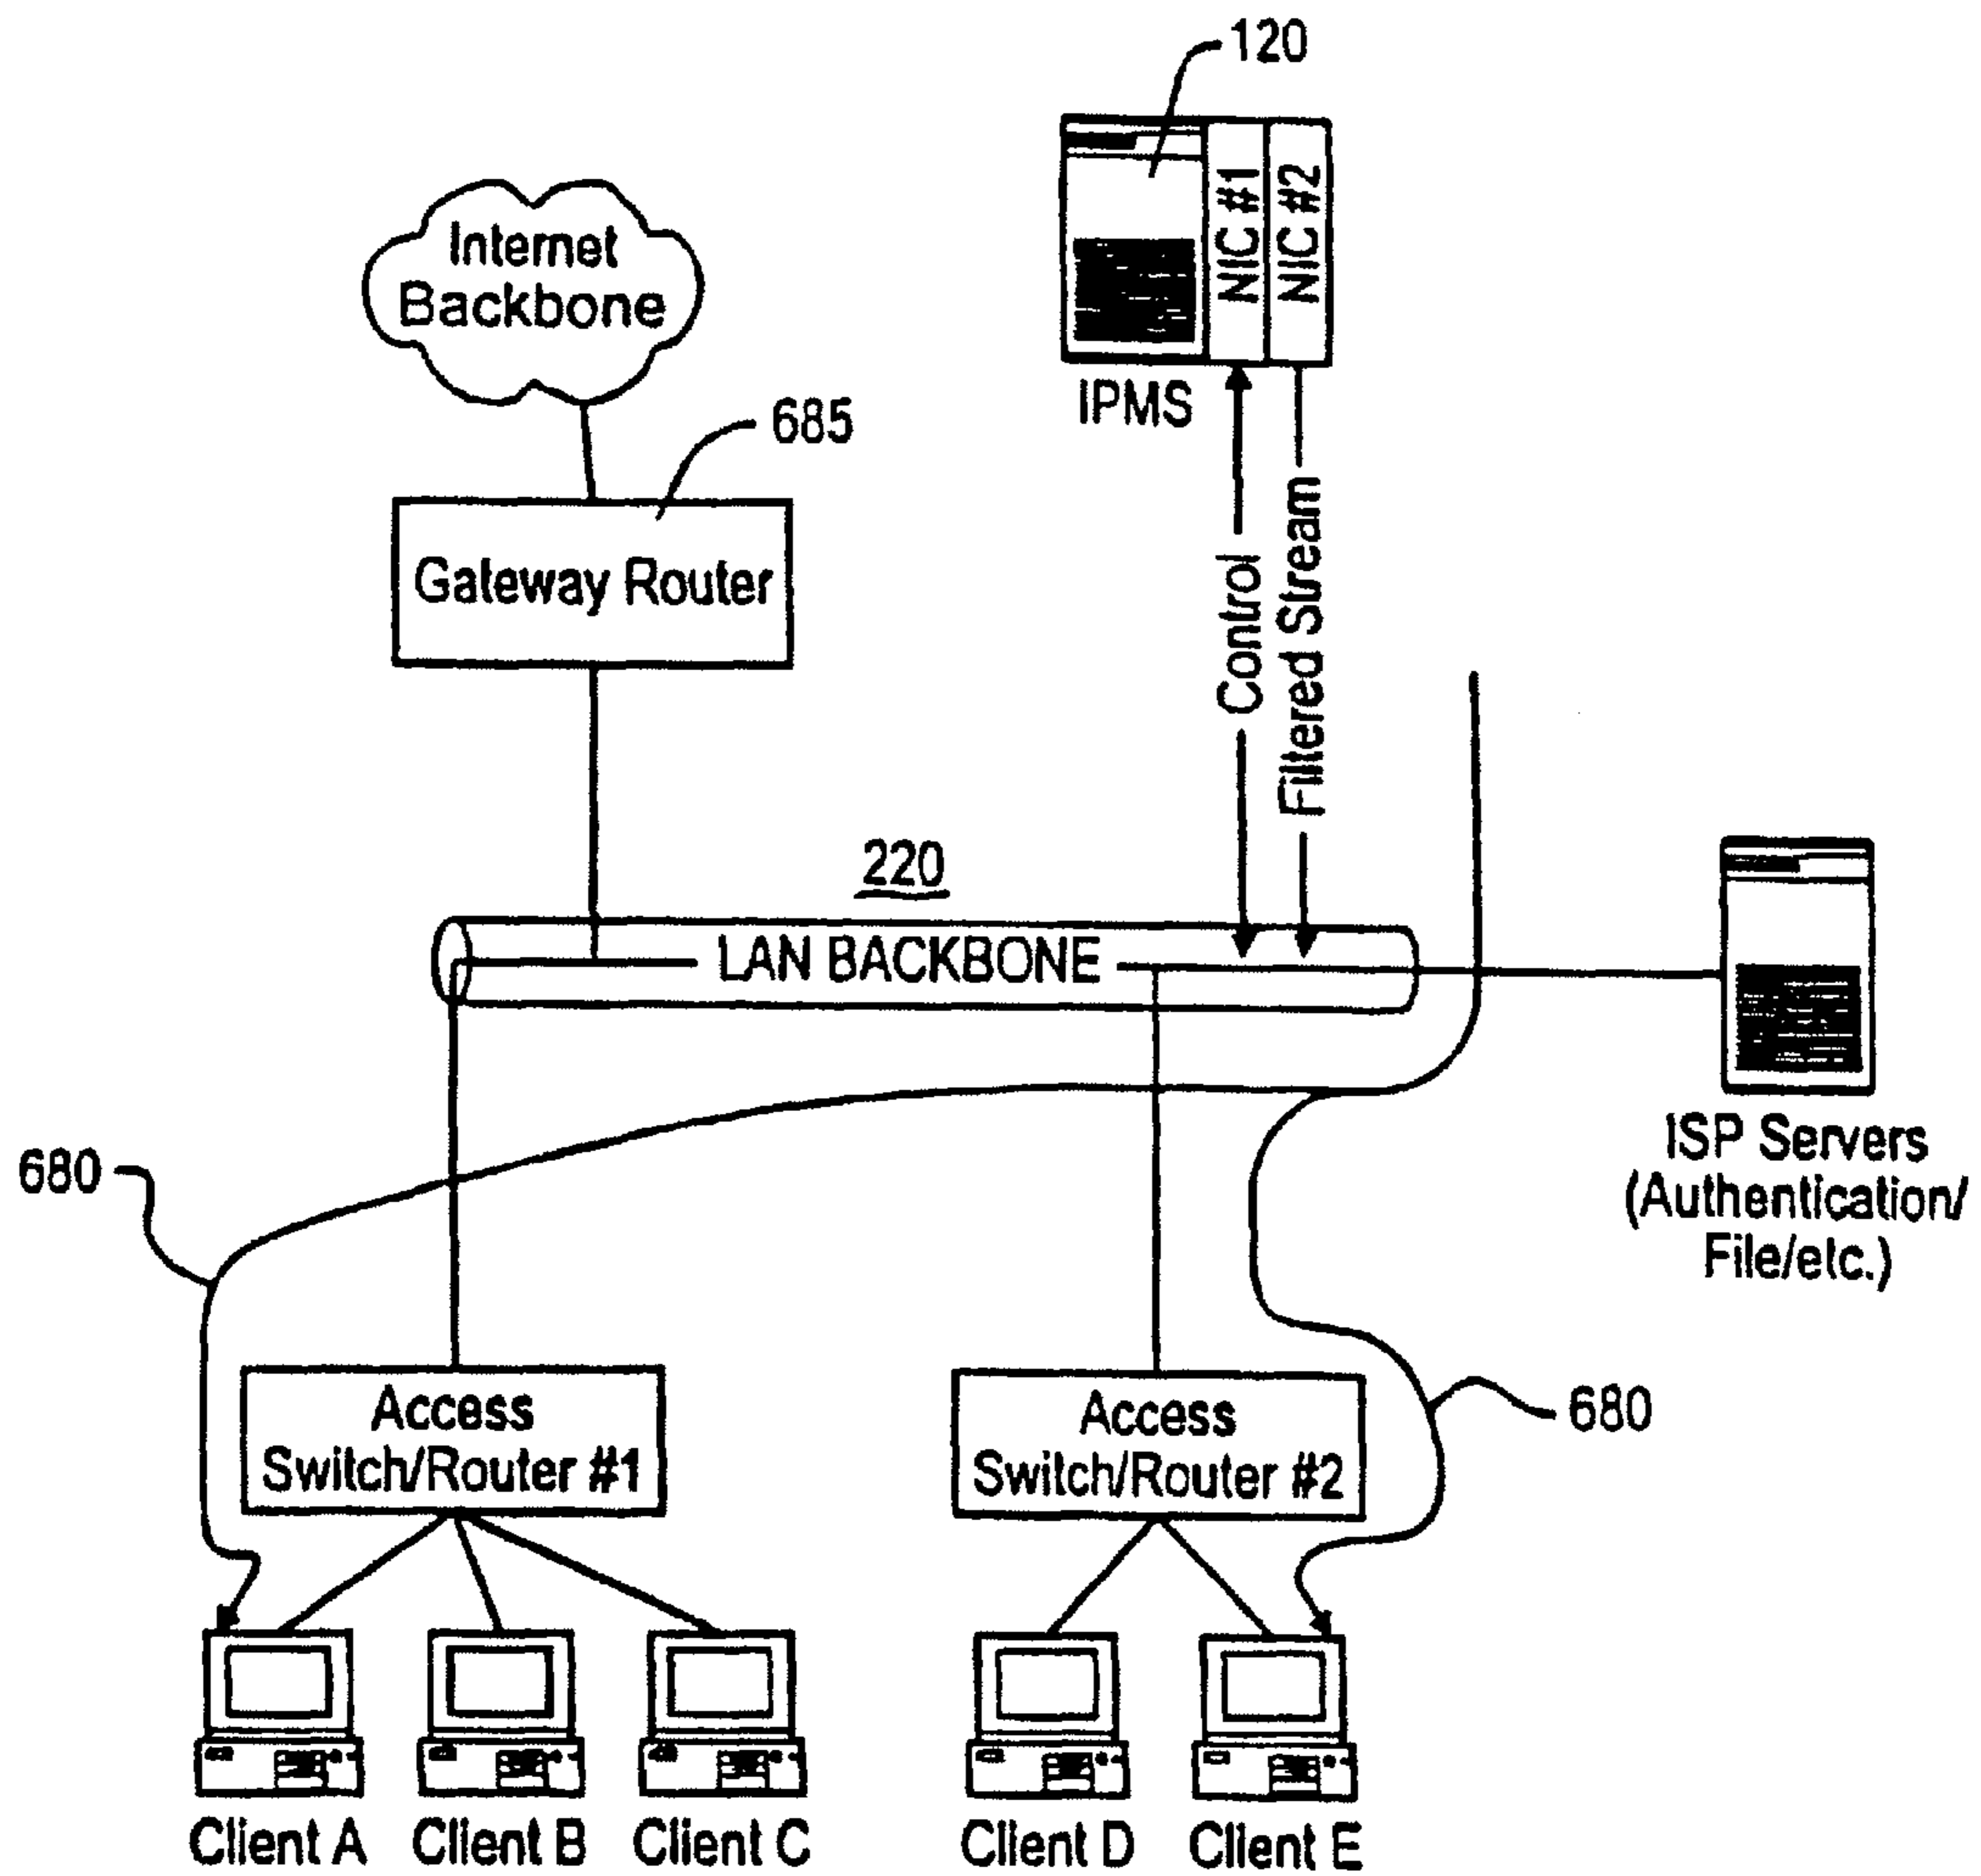 120
NIC #1
NIC #2
IPMS
Internet
Backbone
685
Gateway Router
Control
Filtered Stream
220
LAN BACKBONE
ISP Servers
(Authentication/
File/etc.)
680
Access
Switch/Router #1
Access
Switch/Router #2
680
Client A
Client B
Client C
Client D
Client E